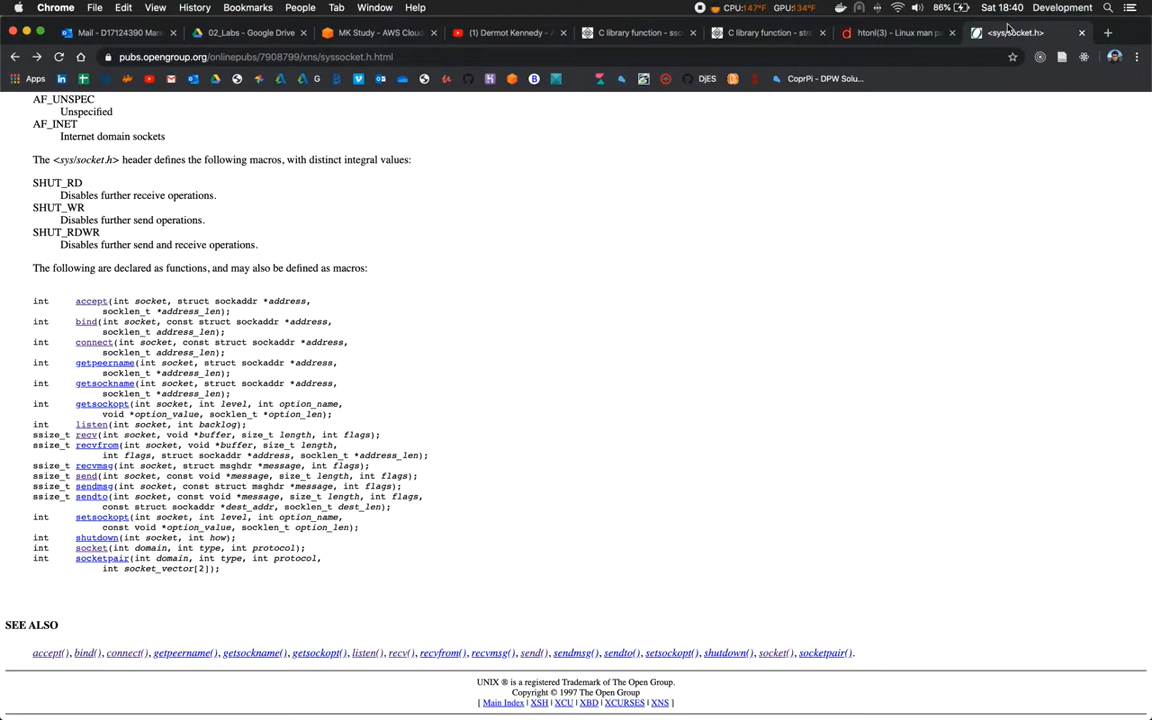 Chrome File Edit View History Bookmarks People Tab Window Help CPU:147°F GPU:134°F 86% Sat 18:40 Development
Mail - D17124390 Mare
02_Labs - Google Drive
MK Study - AWS Cloud
(1) Dermot Kennedy - A
C library function - ssc
C library function - str
htonl(3) - Linux man p
<sys/socket.h>
pubs.opengroup.org/onlinepubs/7908799/xns/syssocket.h.html
Apps DjES CoprPi - DPW Solu...
AF_UNSPEC
Unspecified
AF_INET
Internet domain sockets
The <sys/socket.h> header defines the following macros, with distinct integral values:
SHUT_RD
Disables further receive operations.
SHUT_WR
Disables further send operations.
SHUT_RDWR
Disables further send and receive operations.
The following are declared as functions, and may also be defined as macros:
int accept(int socket, struct sockaddr *address,
socklen_t *address_len);
int bind(int socket, const struct sockaddr *address,
socklen_t address_len);
int connect(int socket, const struct sockaddr *address,
socklen_t address_len);
int getpeername(int socket, struct sockaddr *address,
socklen_t *address_len);
int getsockname(int socket, struct sockaddr *address,
socklen_t *address_len);
int getsockopt(int socket, int level, int option_name,
void *option_value, socklen_t *option_len);
int listen(int socket, int backlog);
ssize_t recv(int socket, void *buffer, size_t length, int flags);
ssize_t recvfrom(int socket, void *buffer, size_t length,
int flags, struct sockaddr *address, socklen_t *address_len);
ssize_t recvmsg(int socket, struct msghdr *message, int flags);
ssize_t send(int socket, const void *message, size_t length, int flags);
ssize_t sendmsg(int socket, const struct msghdr *message, int flags);
ssize_t sendto(int socket, const void *message, size_t length, int flags,
const struct sockaddr *dest_addr, socklen_t dest_len);
int setsockopt(int socket, int level, int option_name,
const void *option_value, socklen_t option_len);
int shutdown(int socket, int how);
int socket(int domain, int type, int protocol);
int socketpair(int domain, int type, int protocol,
int socket_vector[2]);
SEE ALSO
accept(), bind(), connect(), getpeername(), getsockname(), getsockopt(), listen(), recv(), recvfrom(), recvmsg(), send(), sendmsg(), sendto(), setsockopt(), shutdown(), socket(), socketpair().
UNIX ® is a registered Trademark of The Open Group.
Copyright © 1997 The Open Group
[ Main Index | XSH | XCU | XBD | XCURSES | XNS ]